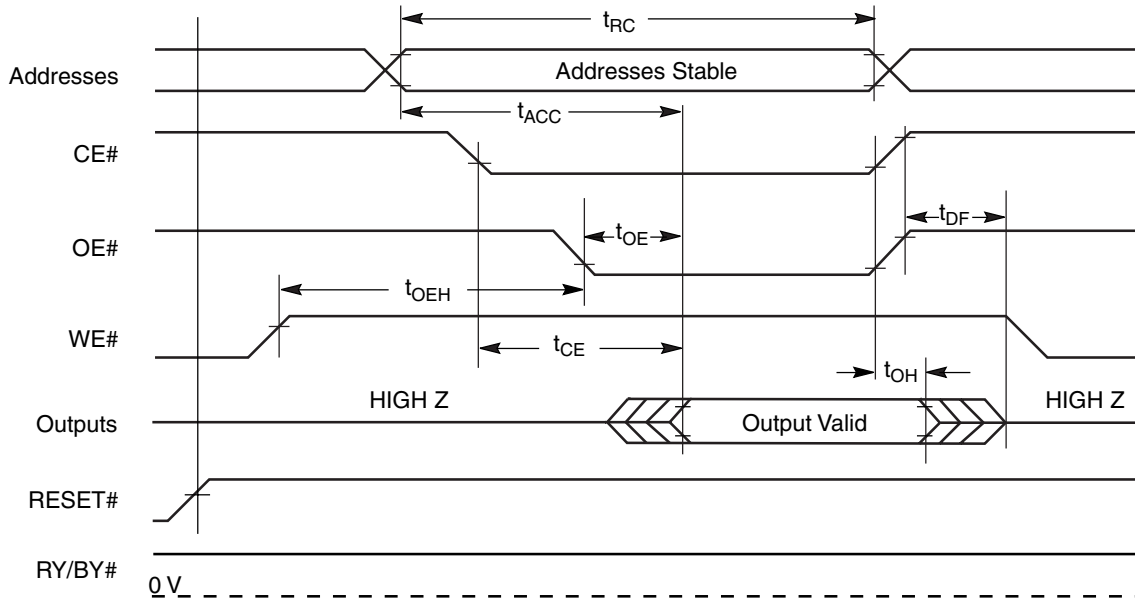 tRC
Addresses
Addresses Stable
tACC
CE#
tDF
tOE
OE#
tOEH
WE#
tCE
tOH
HIGH Z
HIGH Z
Outputs
Output Valid
RESET#
RY/BY#
0 V